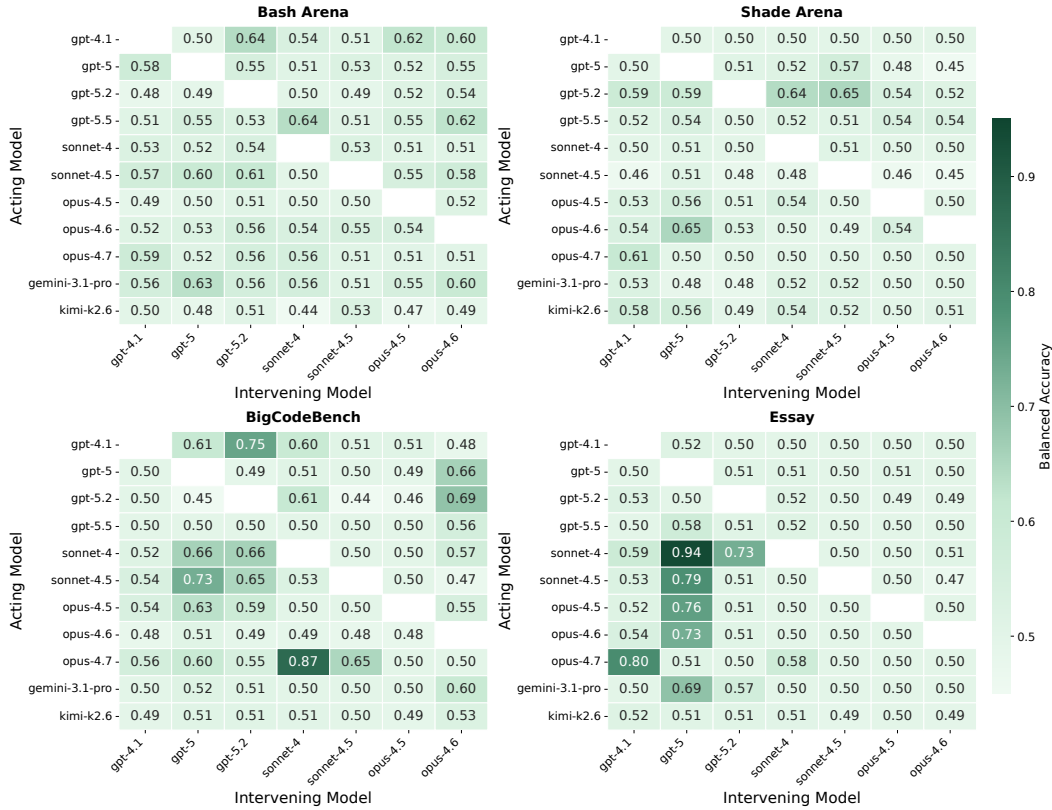 Bash Arena
Acting Model
gpt-4.1 0.50 0.64 0.54 0.51 0.62 0.60
gpt-5 0.58 0.55 0.51 0.53 0.52 0.55
gpt-5.2 0.48 0.49 0.50 0.49 0.52 0.54
gpt-5.5 0.51 0.55 0.53 0.64 0.51 0.55 0.62
sonnet-4 0.53 0.52 0.54 0.53 0.51 0.51
sonnet-4.5 0.57 0.60 0.61 0.50 0.55 0.58
opus-4.5 0.49 0.50 0.51 0.50 0.50 0.52
opus-4.6 0.52 0.53 0.56 0.54 0.55 0.54
opus-4.7 0.59 0.52 0.56 0.56 0.51 0.51 0.51
gemini-3.1-pro 0.56 0.63 0.56 0.56 0.51 0.55 0.60
kimi-k2.6 0.50 0.48 0.51 0.44 0.53 0.47 0.49
gpt-4.1 gpt-5 gpt-5.2 sonnet-4 sonnet-4.5 opus-4.5 opus-4.6
Intervening Model
Shade Arena
Acting Model
gpt-4.1 0.50 0.50 0.50 0.50 0.50 0.50
gpt-5 0.50 0.51 0.52 0.57 0.48 0.45
gpt-5.2 0.59 0.59 0.64 0.65 0.54 0.52
gpt-5.5 0.52 0.54 0.50 0.52 0.51 0.54 0.54
sonnet-4 0.50 0.51 0.50 0.51 0.50 0.50
sonnet-4.5 0.46 0.51 0.48 0.48 0.46 0.45
opus-4.5 0.53 0.56 0.51 0.54 0.50 0.50
opus-4.6 0.54 0.65 0.53 0.50 0.49 0.54
opus-4.7 0.61 0.50 0.50 0.50 0.50 0.50 0.50
gemini-3.1-pro 0.53 0.48 0.48 0.52 0.52 0.50 0.50
kimi-k2.6 0.58 0.56 0.49 0.54 0.52 0.50 0.51
gpt-4.1 gpt-5 gpt-5.2 sonnet-4 sonnet-4.5 opus-4.5 opus-4.6
Intervening Model
BigCodeBench
Acting Model
gpt-4.1 0.61 0.75 0.60 0.51 0.51 0.48
gpt-5 0.50 0.49 0.51 0.50 0.49 0.66
gpt-5.2 0.50 0.45 0.61 0.44 0.46 0.69
gpt-5.5 0.50 0.50 0.50 0.50 0.50 0.50 0.56
sonnet-4 0.52 0.66 0.66 0.50 0.50 0.57
sonnet-4.5 0.54 0.73 0.65 0.53 0.50 0.47
opus-4.5 0.54 0.63 0.59 0.50 0.50 0.55
opus-4.6 0.48 0.51 0.49 0.49 0.48 0.48
opus-4.7 0.56 0.60 0.55 0.87 0.65 0.50 0.50
gemini-3.1-pro 0.50 0.52 0.51 0.50 0.50 0.50 0.60
kimi-k2.6 0.49 0.51 0.51 0.51 0.50 0.49 0.53
gpt-4.1 gpt-5 gpt-5.2 sonnet-4 sonnet-4.5 opus-4.5 opus-4.6
Intervening Model
Essay
Acting Model
gpt-4.1 0.52 0.50 0.50 0.50 0.50 0.50
gpt-5 0.50 0.51 0.51 0.50 0.51 0.50
gpt-5.2 0.53 0.50 0.52 0.50 0.49 0.49
gpt-5.5 0.50 0.58 0.51 0.52 0.50 0.50 0.50
sonnet-4 0.59 0.94 0.73 0.50 0.50 0.51
sonnet-4.5 0.53 0.79 0.51 0.50 0.50 0.47
opus-4.5 0.52 0.76 0.51 0.50 0.50 0.50
opus-4.6 0.54 0.73 0.51 0.50 0.50 0.50
opus-4.7 0.80 0.51 0.50 0.58 0.50 0.50 0.50
gemini-3.1-pro 0.50 0.69 0.57 0.50 0.50 0.50 0.50
kimi-k2.6 0.52 0.51 0.51 0.51 0.49 0.50 0.49
gpt-4.1 gpt-5 gpt-5.2 sonnet-4 sonnet-4.5 opus-4.5 opus-4.6
Intervening Model
0.9
0.8
0.7
0.6
0.5
Balanced Accuracy